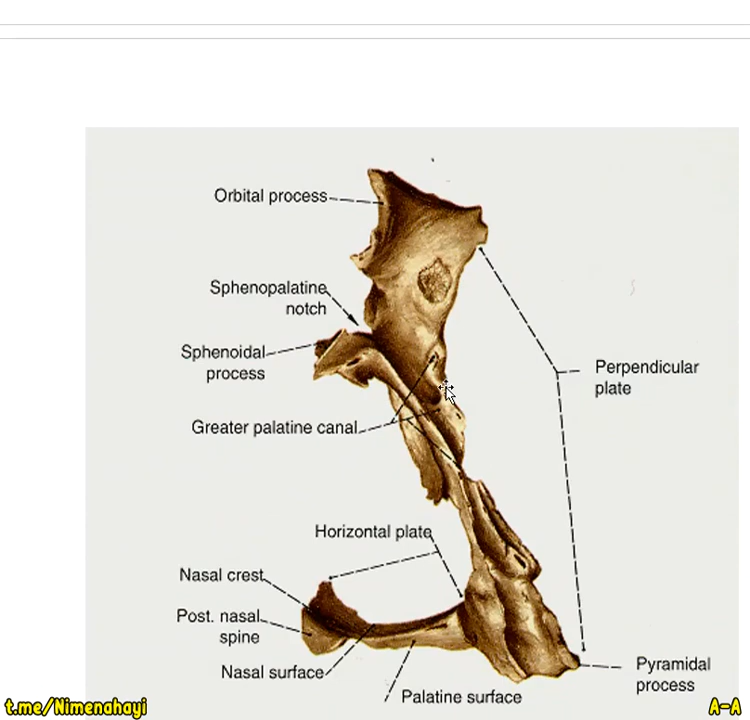 Orbital process
Sphenopalatine
notch
Sphenoidal
process
Perpendicular
plate
Greater palatine canal
Horizontal plate
Nasal crest
Post. nasal
spine
Nasal surface
Palatine surface
Pyramidal
process
t.me/Nimenahayi
A-A